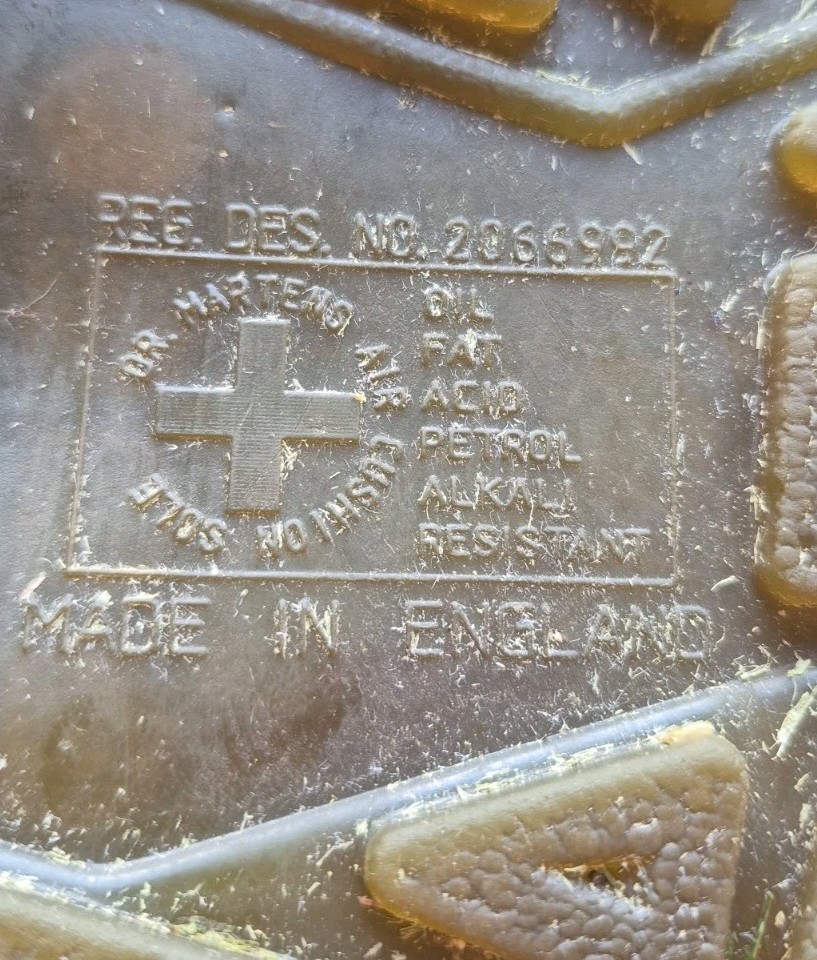 REG. DES. NO. 2066982
DR. MARTENS
AIR
CUSHION
SOLE
OIL
FAT
ACID
PETROL
ALKALI
RESISTANT
MADE IN ENGLAND